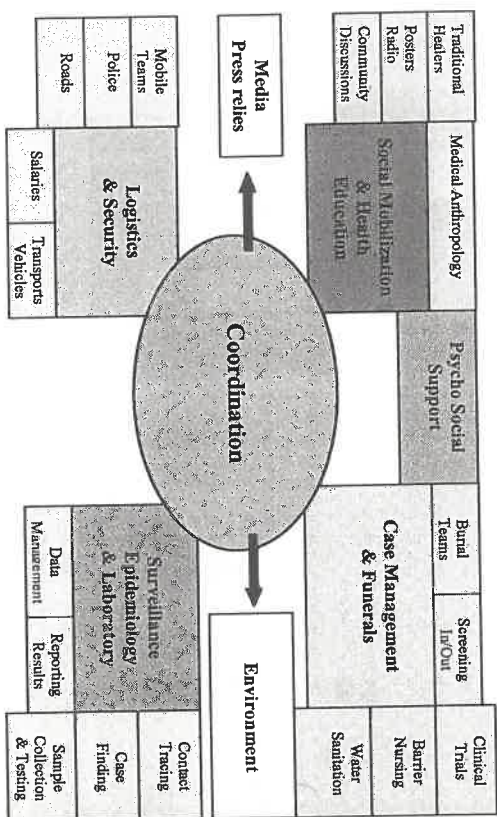 Traditional
Healers
Posters
Radio
Community
Discussions
Medical Anthropology
Social Mobilization
& Health
Education
Psycho Social
Support
Burial
Teams
Screening
In/Out
Case Management
& Funerals
Clinical
Trials
Barrier
Nursing
Water
Sanitation
Media
Press relies
Coordination
Environment
Mobile
Teams
Police
Roads
Logistics
& Security
Salaries
Transports
Vehicles
Surveillance
Epidemiology
& Laboratory
Data
Management
Reporting
Results
Contact
Tracing
Case
Finding
Sample
Collection
& Testing